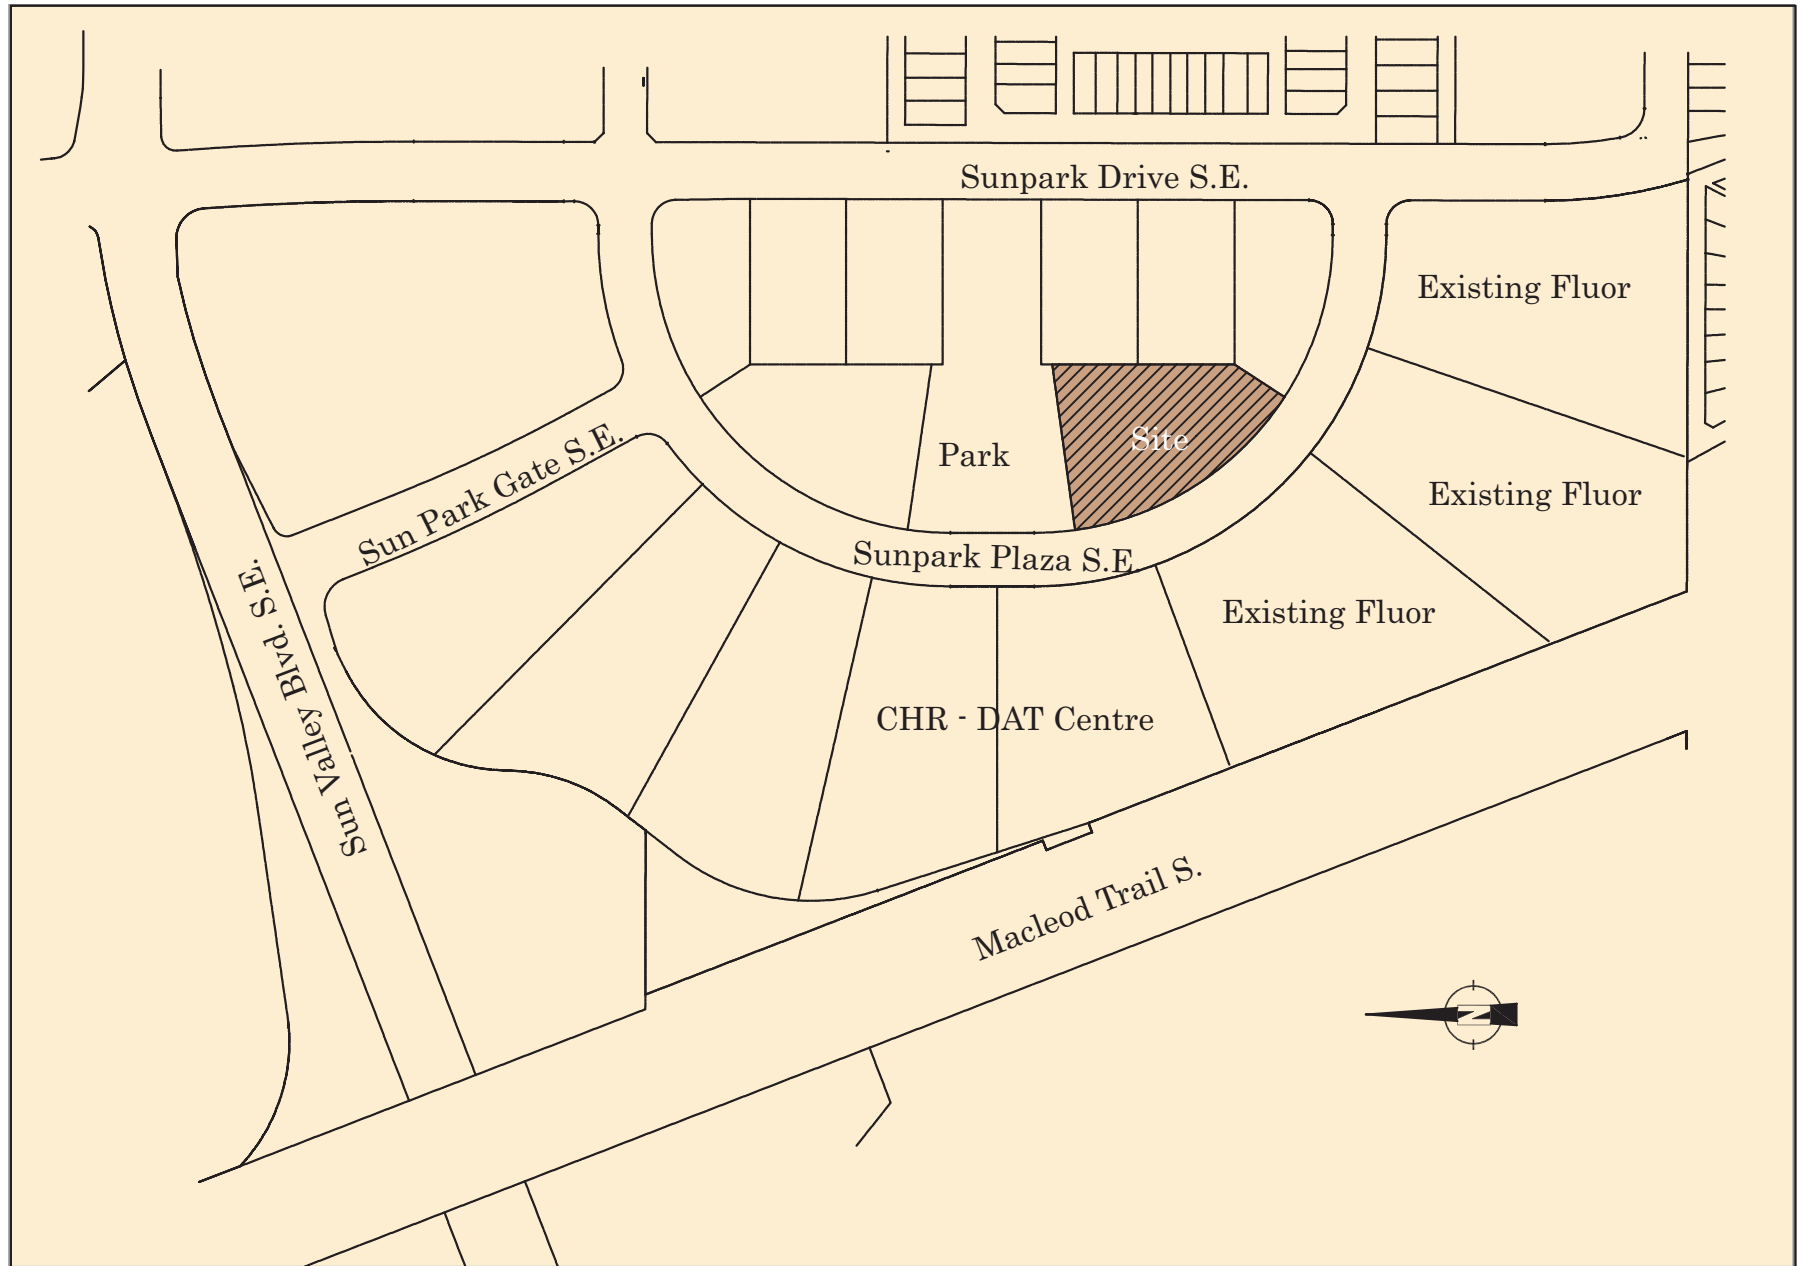 Sunpark Drive S.E.
Existing Fluor
Site
Park
Sun Park Gate S.E.
Existing Fluor
Sunpark Plaza S.E.
Existing Fluor
Sun Valley Blvd. S.E.
CHR - DAT Centre
Macleod Trail S.
N